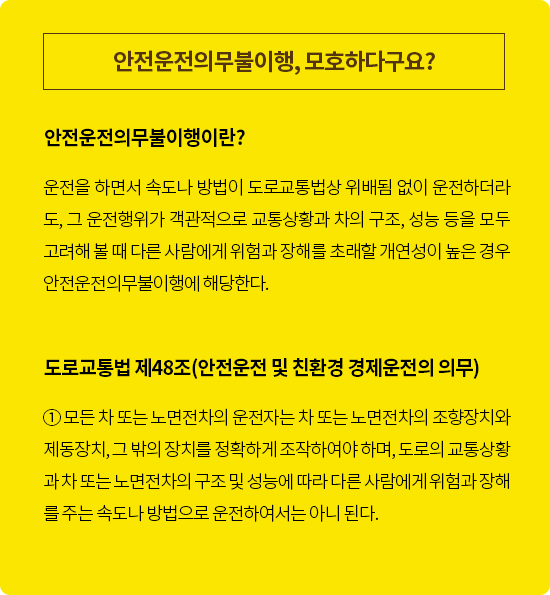 안전운전의무불이행, 모호하다구요?
안전운전의무불이행이란?
운전을 하면서 속도나 방법이 도로교통법상 위배됨 없이 운전하더라
도, 그 운전행위가 객관적으로 교통상황과 차의 구조, 성능 등을 모두
고려해 볼 때 다른 사람에게 위험과 장해를 초래할 개연성이 높은 경우
안전운전의무불이행에 해당한다.
도로교통법 제48조(안전운전 및 친환경 경제운전의 의무)
① 모든 차 또는 노면전차의 운전자는 차 또는 노면전차의 조향장치와
제동장치, 그 밖의 장치를 정확하게 조작하여야 하며, 도로의 교통상황
과 차 또는 노면전차의 구조 및 성능에 따라 다른 사람에게 위험과 장해
를 주는 속도나 방법으로 운전하여서는 아니 된다.